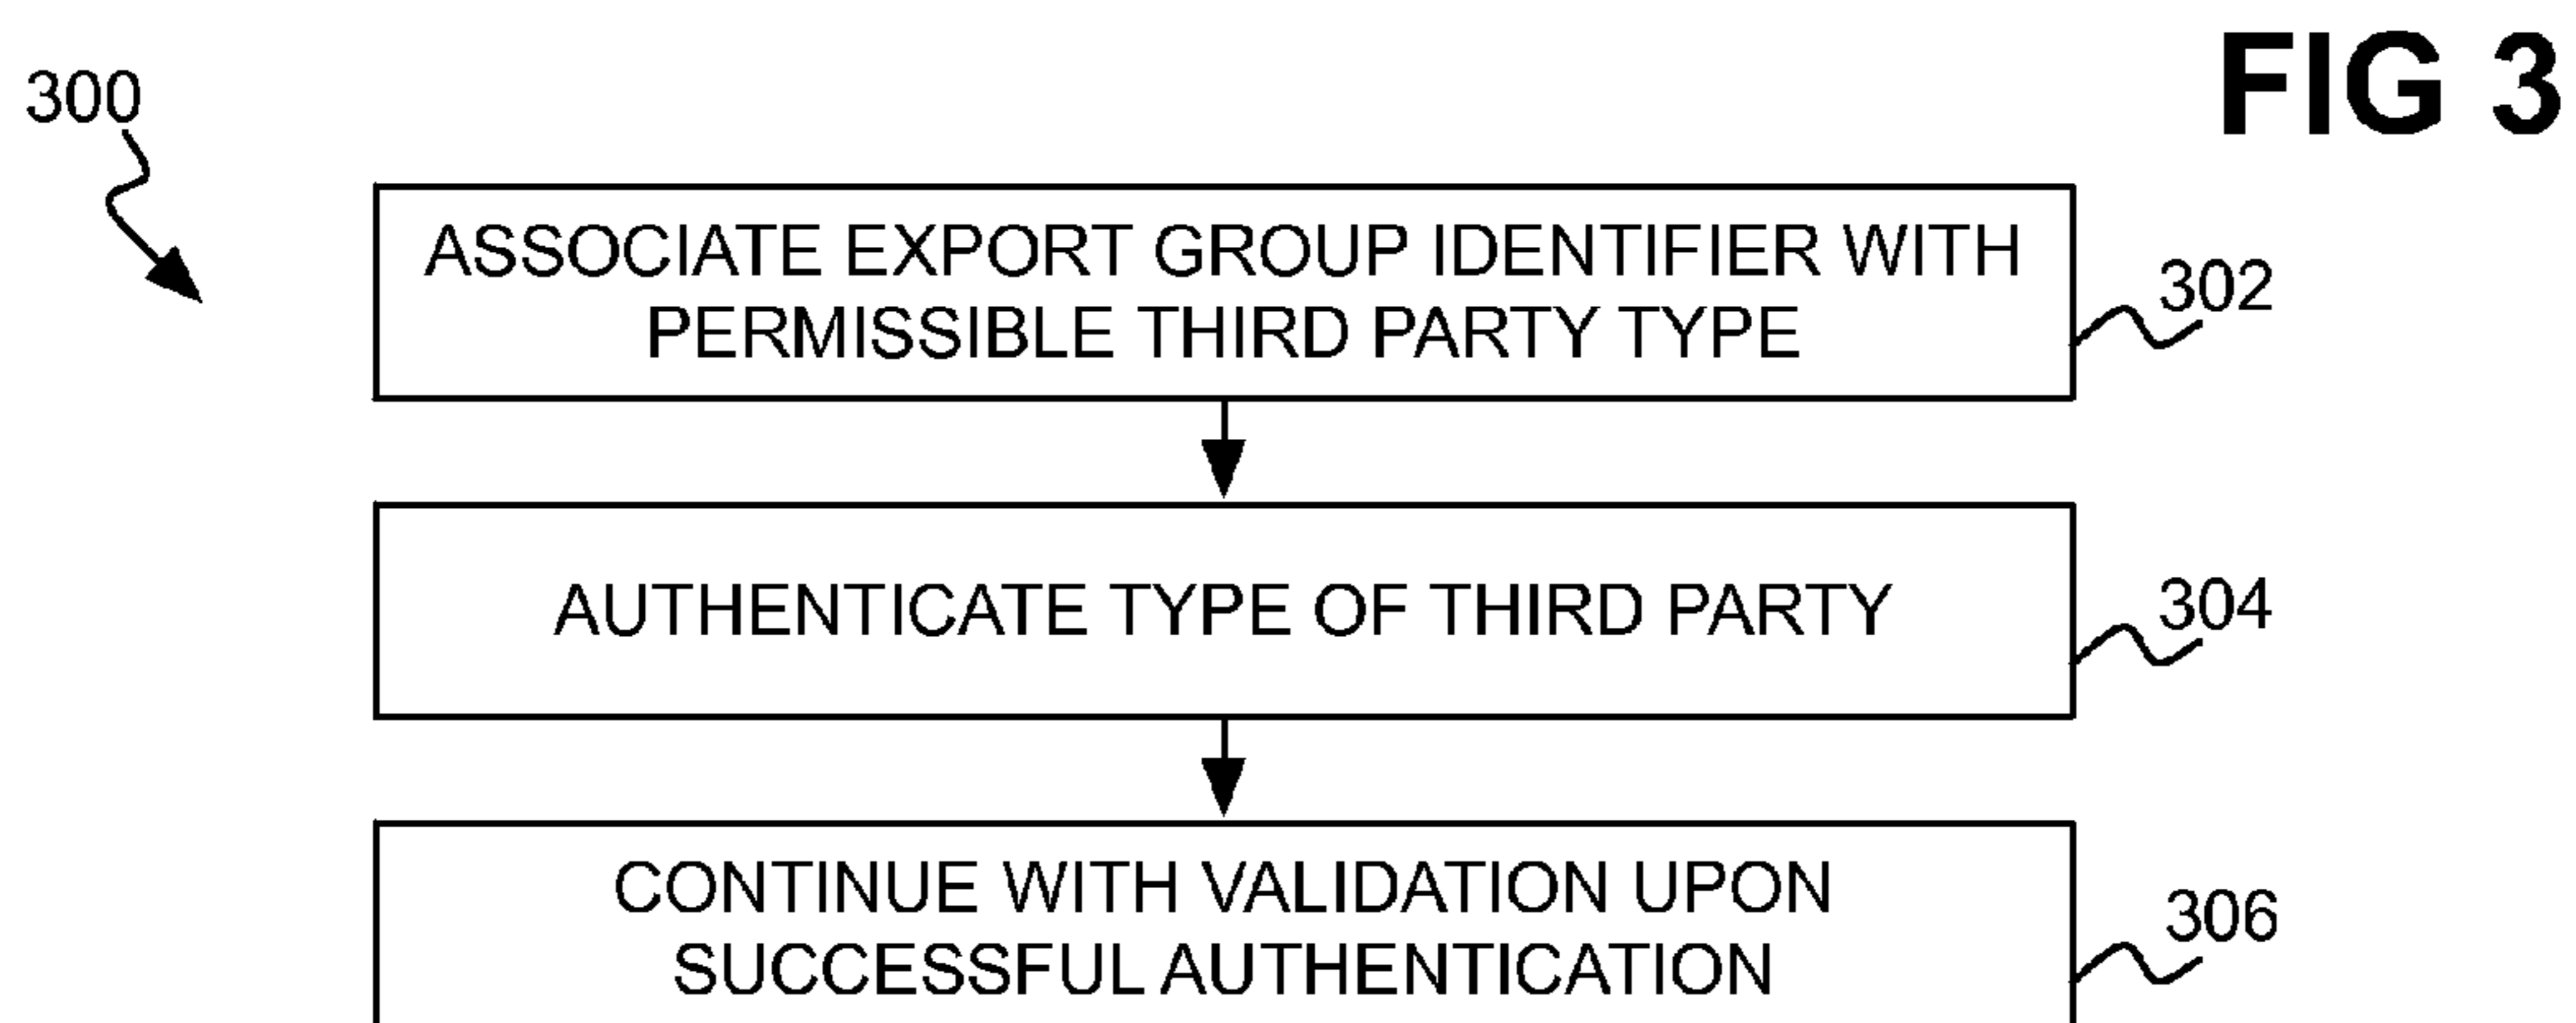 FIG 3
300
ASSOCIATE EXPORT GROUP IDENTIFIER WITH
PERMISSIBLE THIRD PARTY TYPE
302
AUTHENTICATE TYPE OF THIRD PARTY
304
CONTINUE WITH VALIDATION UPON
SUCCESSFUL AUTHENTICATION
306